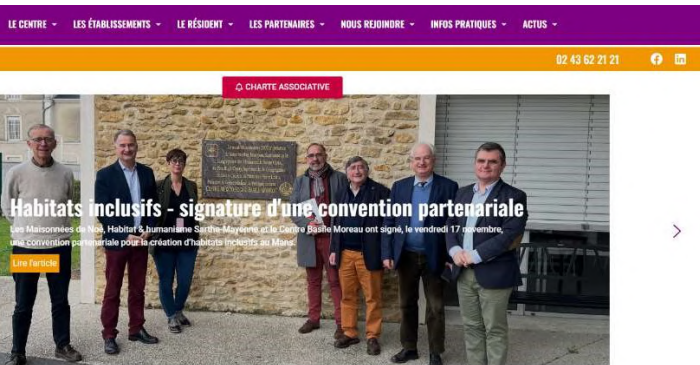 LE CENTRE LES ÉTABLISSEMENTS LE RÉSIDENT LES PARTENAIRES NOUS REJOINDRE INFOS PRATIQUES ACTUS
02 43 62 21 21
CHARTE ASSOCIATIVE
Habitats inclusifs - signature d'une convention partenariale
Les Maisonnées de Noé, Habitat & humanisme Sarthe-Mayenne et le Centre Basile Moreau ont signé, le vendredi 17 novembre,
une convention partenariale pour la création d'habitats inclusifs au Mans.
Lire l'article